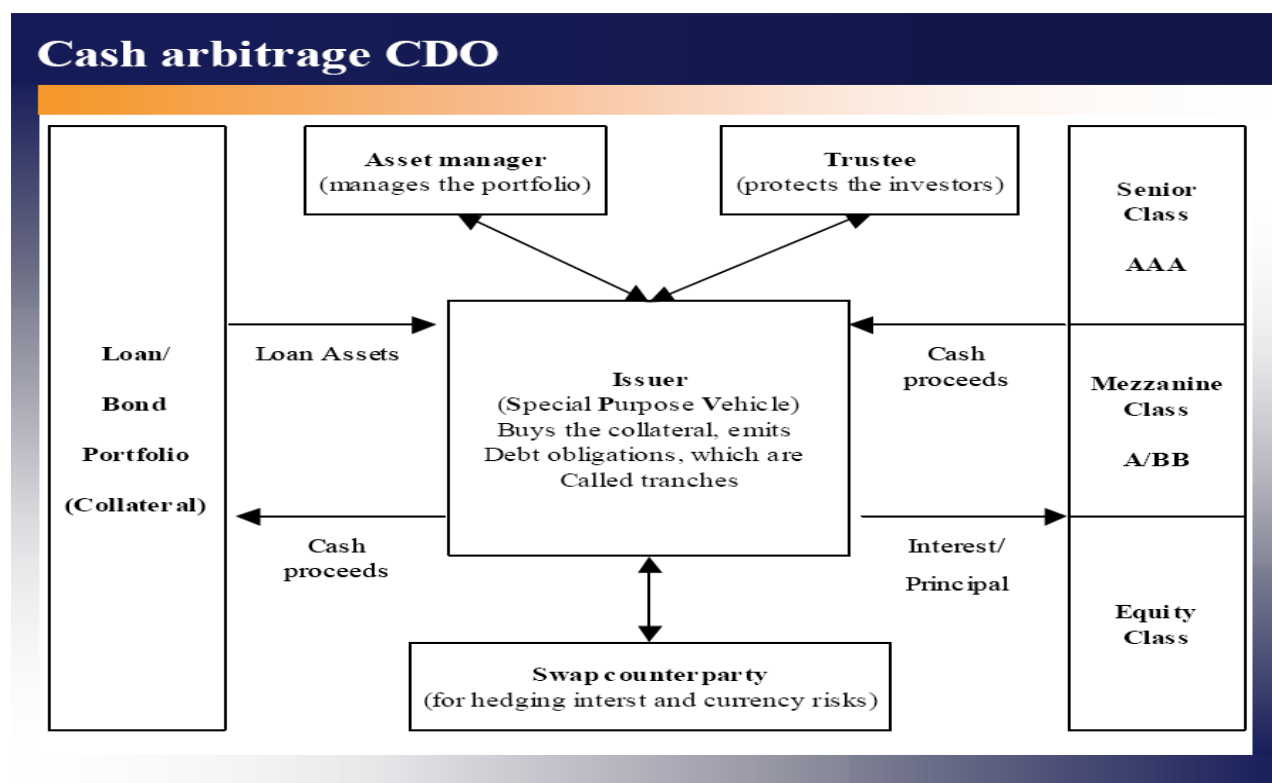 Cash arbitrage CDO
Loan/
Bond
Portfolio
(Collateral)
Asset manager
(manages the portfolio)
Trustee
(protects the investors)
Loan Assets
Cash
proceeds
Issuer
(Special Purpose Vehicle)
Buys the collateral, emits
Debt obligations, which are
Called tranches
Cash
proceeds
Interest/
Principal
Swap counterparty
(for hedging interst and currency risks)
Senior
Class
AAA
Mezzanine
Class
A/BB
Equity
Class